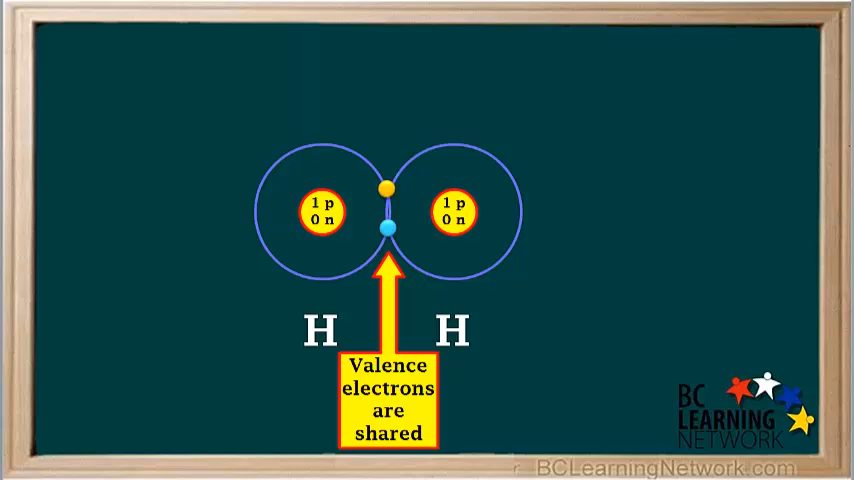 1 p
0 n
1 p
0 n
H H
Valence
electrons
are
shared
BC
LEARNING
NETWORK
BCLearningNetwork.com